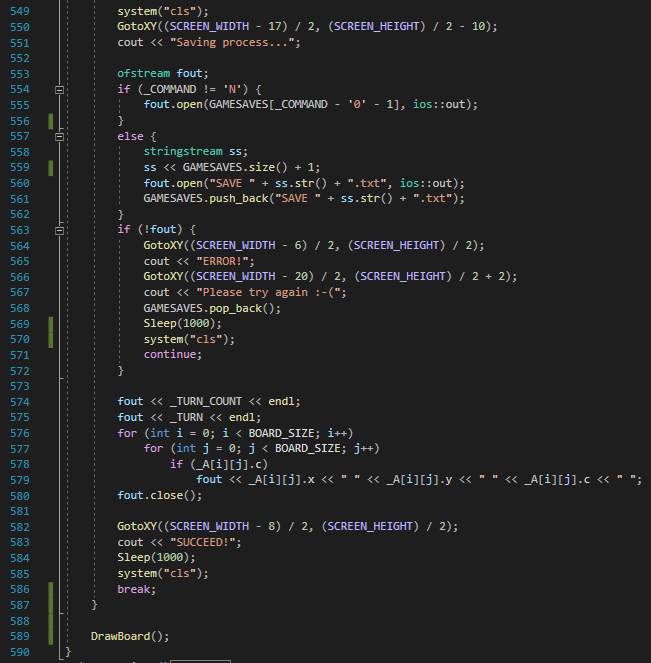 549 system("cls");
550 GotoXY((SCREEN_WIDTH - 17) / 2, (SCREEN_HEIGHT) / 2 - 10);
551 cout << "Saving process...";
552
553 ofstream fout;
554 if (_COMMAND != 'N') {
555 fout.open(GAMESAVES[_COMMAND - '0' - 1], ios::out);
556 }
557 else {
558 stringstream ss;
559 ss << GAMESAVES.size() + 1;
560 fout.open("SAVE " + ss.str() + ".txt", ios::out);
561 GAMESAVES.push_back("SAVE " + ss.str() + ".txt");
562 }
563 if (!fout) {
564 GotoXY((SCREEN_WIDTH - 6) / 2, (SCREEN_HEIGHT) / 2);
565 cout << "ERROR!";
566 GotoXY((SCREEN_WIDTH - 20) / 2, (SCREEN_HEIGHT) / 2 + 2);
567 cout << "Please try again :-(";
568 GAMESAVES.pop_back();
569 Sleep(1000);
570 system("cls");
571 continue;
572 }
573
574 fout << _TURN_COUNT << endl;
575 fout << _TURN << endl;
576 for (int i = 0; i < BOARD_SIZE; i++)
577 for (int j = 0; j < BOARD_SIZE; j++)
578 if (_A[i][j].c)
579 fout << _A[i][j].x << " " << _A[i][j].y << " " << _A[i][j].c << " ";
580 fout.close();
581
582 GotoXY((SCREEN_WIDTH - 8) / 2, (SCREEN_HEIGHT) / 2);
583 cout << "SUCCEED!";
584 Sleep(1000);
585 system("cls");
586 break;
587 }
588
589 DrawBoard();
590 }